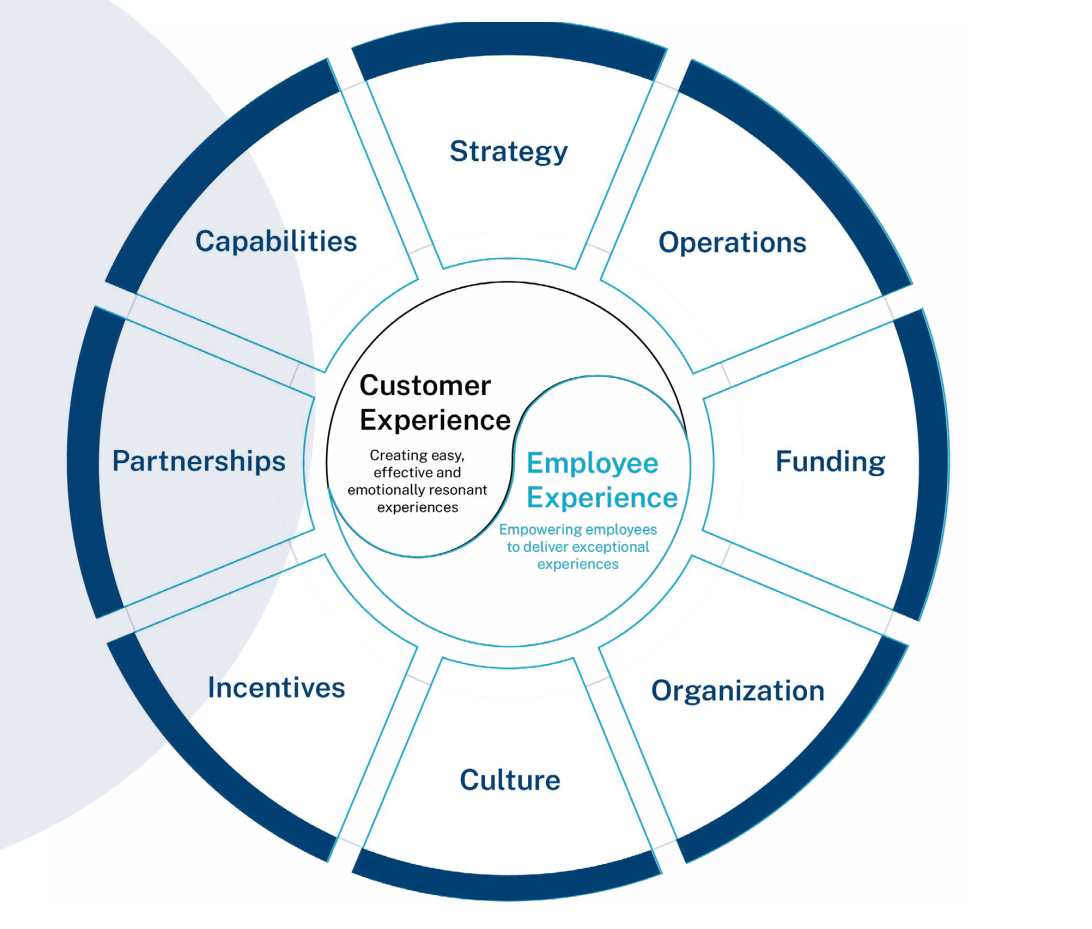 Strategy
Capabilities
Operations
Customer
Experience
Creating easy,
effective and
emotionally resonant
experiences
Partnerships
Employee
Experience
Empowering employees
to deliver exceptional
experiences
Funding
Incentives
Organization
Culture